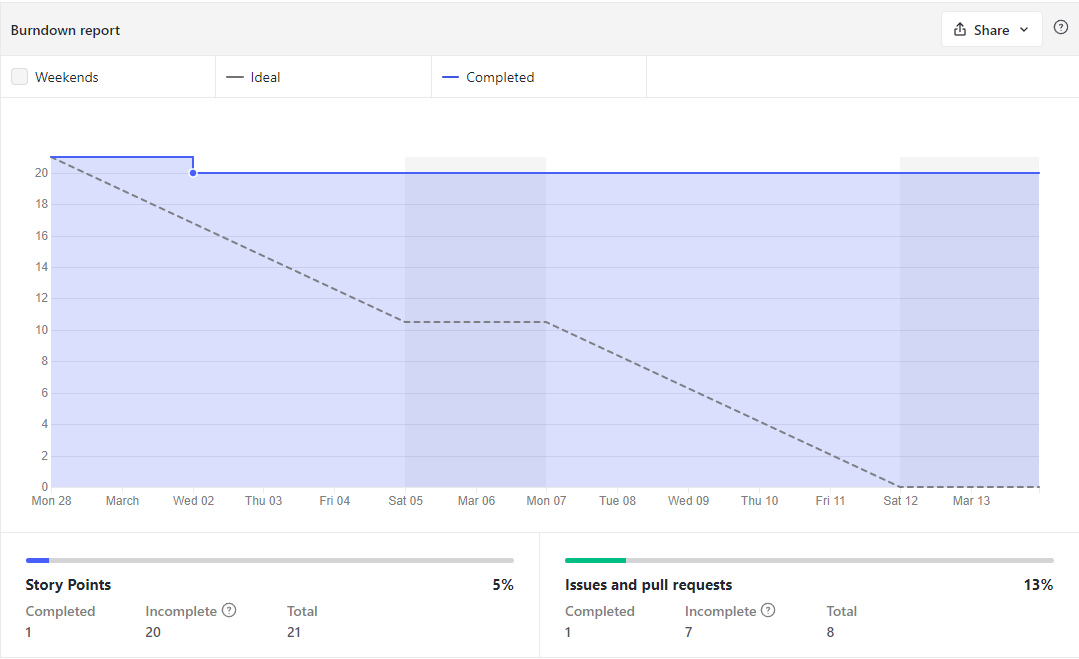 Burndown report
Share
Weekends
Ideal
Completed
20
18
16
14
12
10
8
6
4
2
0
Mon 28 March Wed 02 Thu 03 Fri 04 Sat 05 Mar 06 Mon 07 Tue 08 Wed 09 Thu 10 Fri 11 Sat 12 Mar 13
Story Points 5%
Completed Incomplete ? Total
1 20 21
Issues and pull requests 13%
Completed Incomplete ? Total
1 7 8